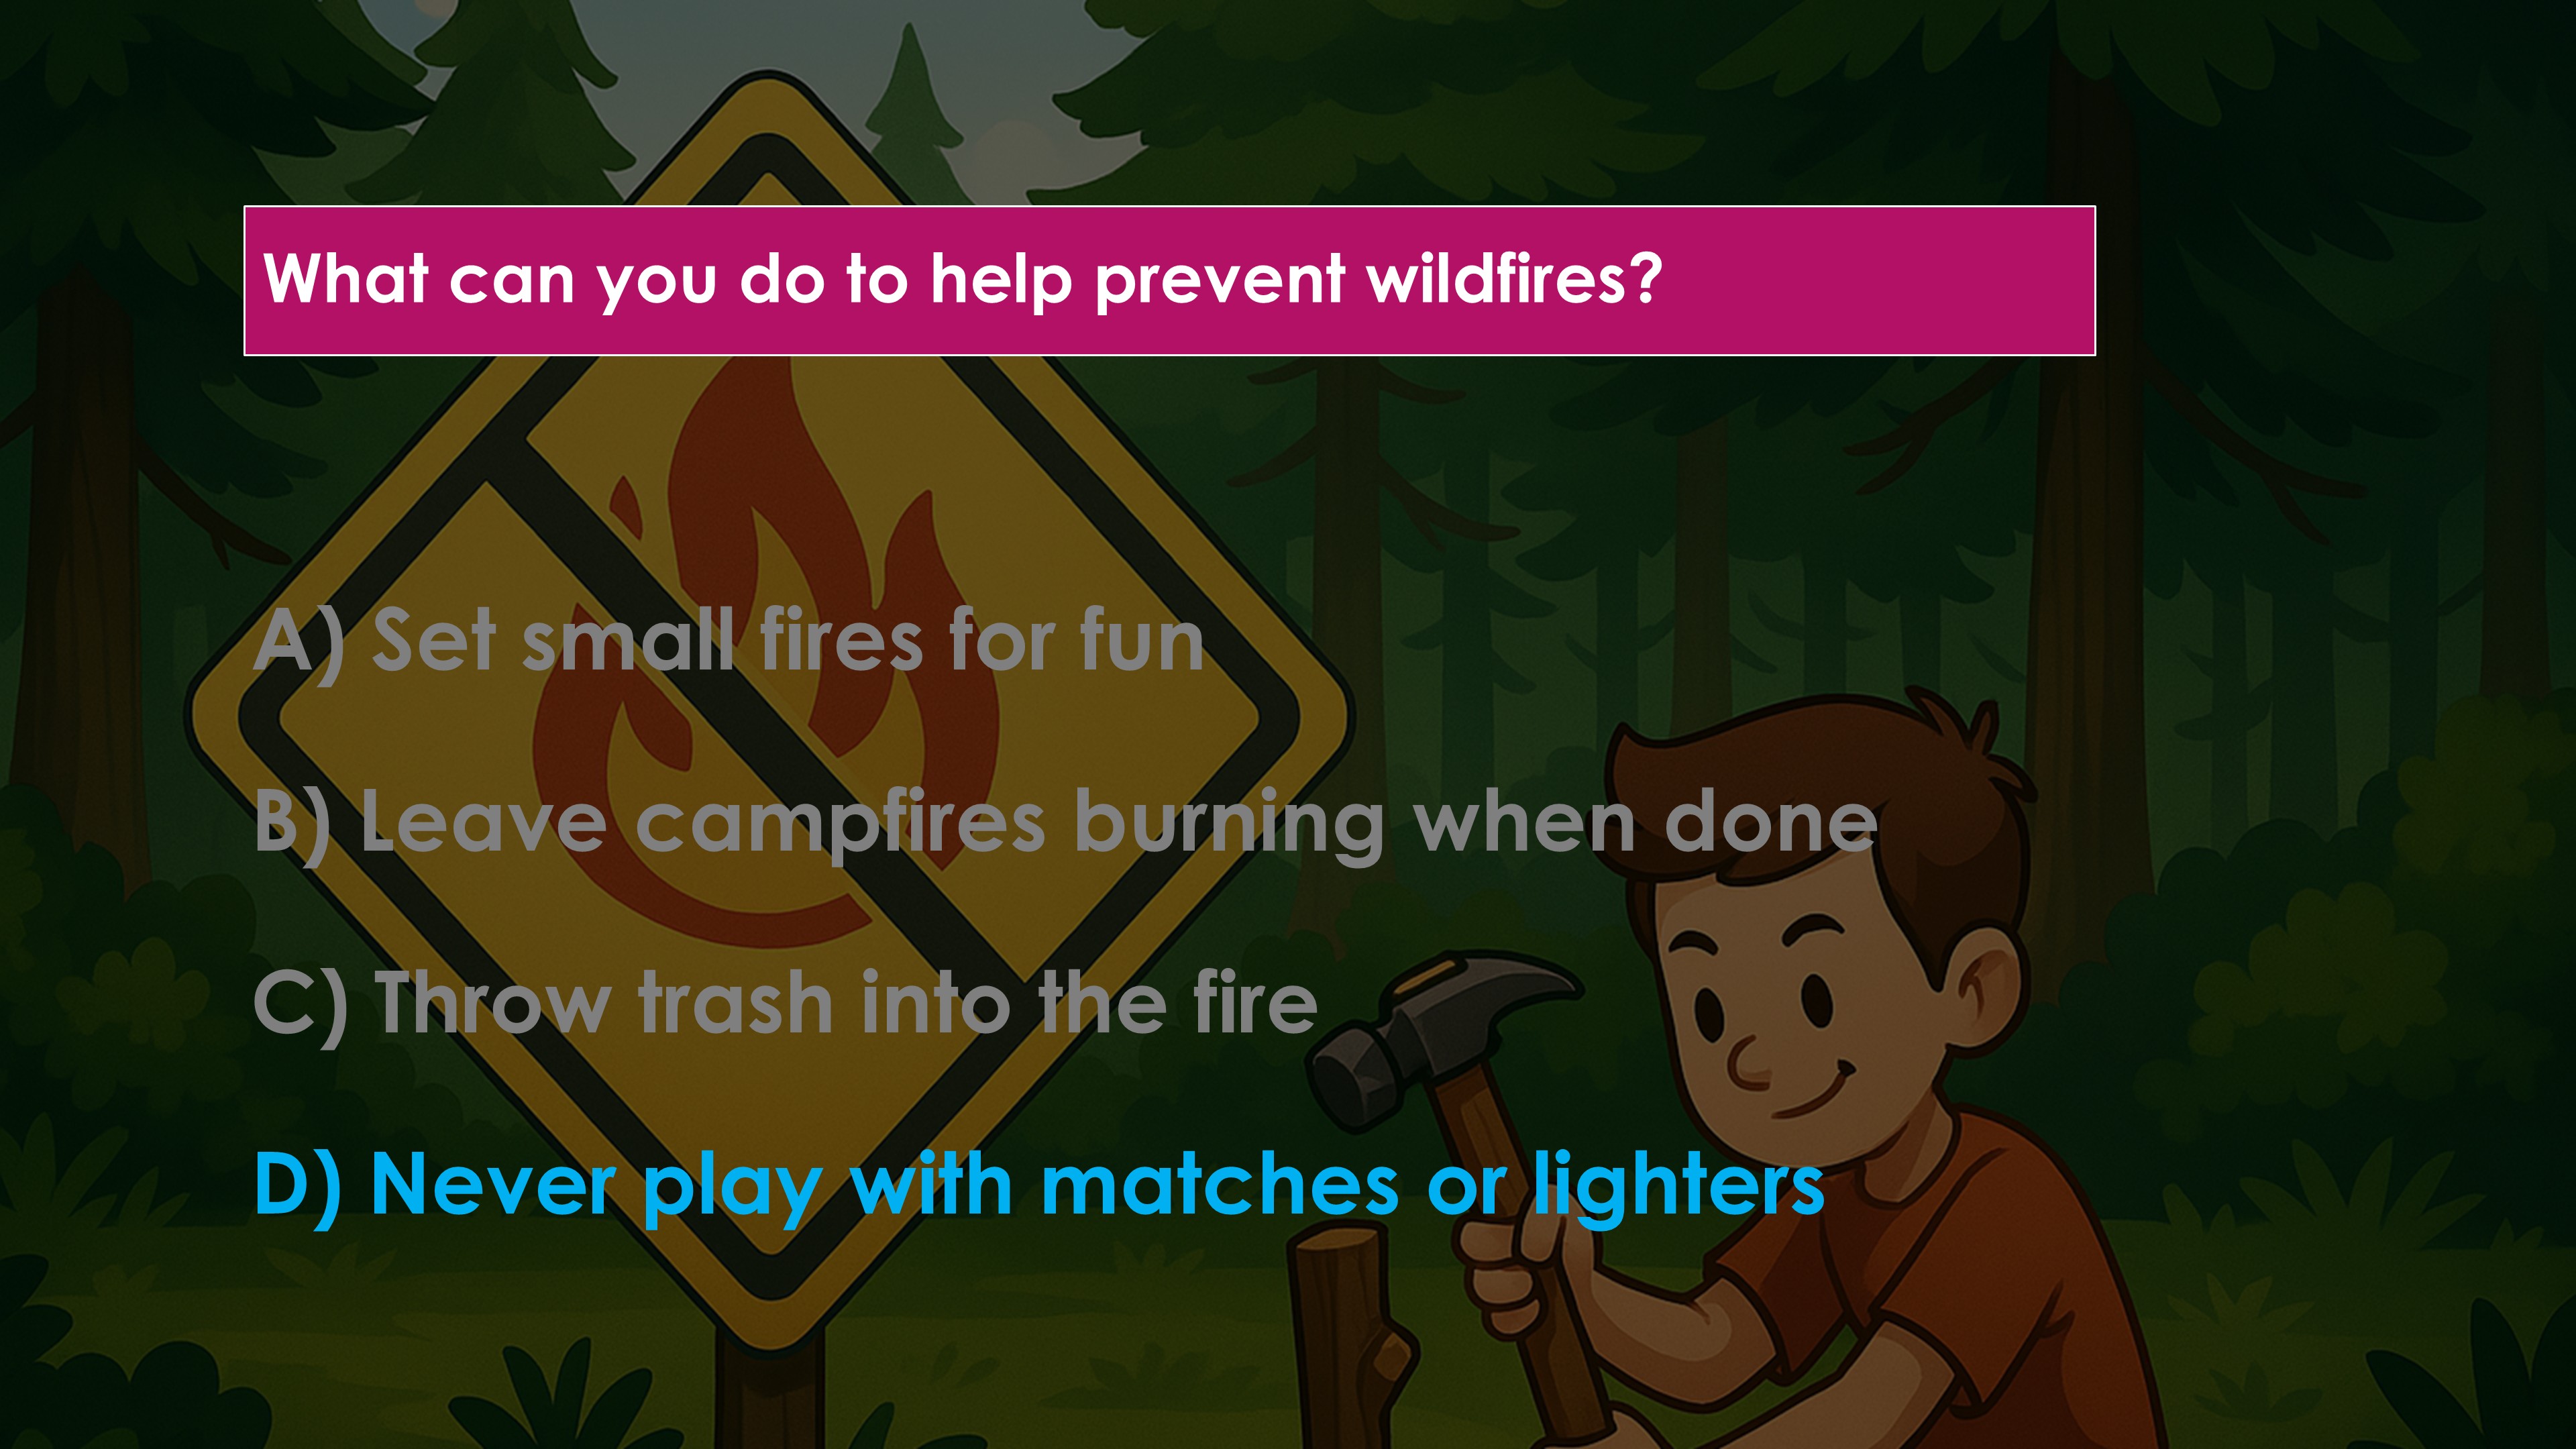 What can you do to help prevent wildfires?
A) Set small fires for fun
B) Leave campfires burning when done
C) Throw trash into the fire
D) Never play with matches or lighters